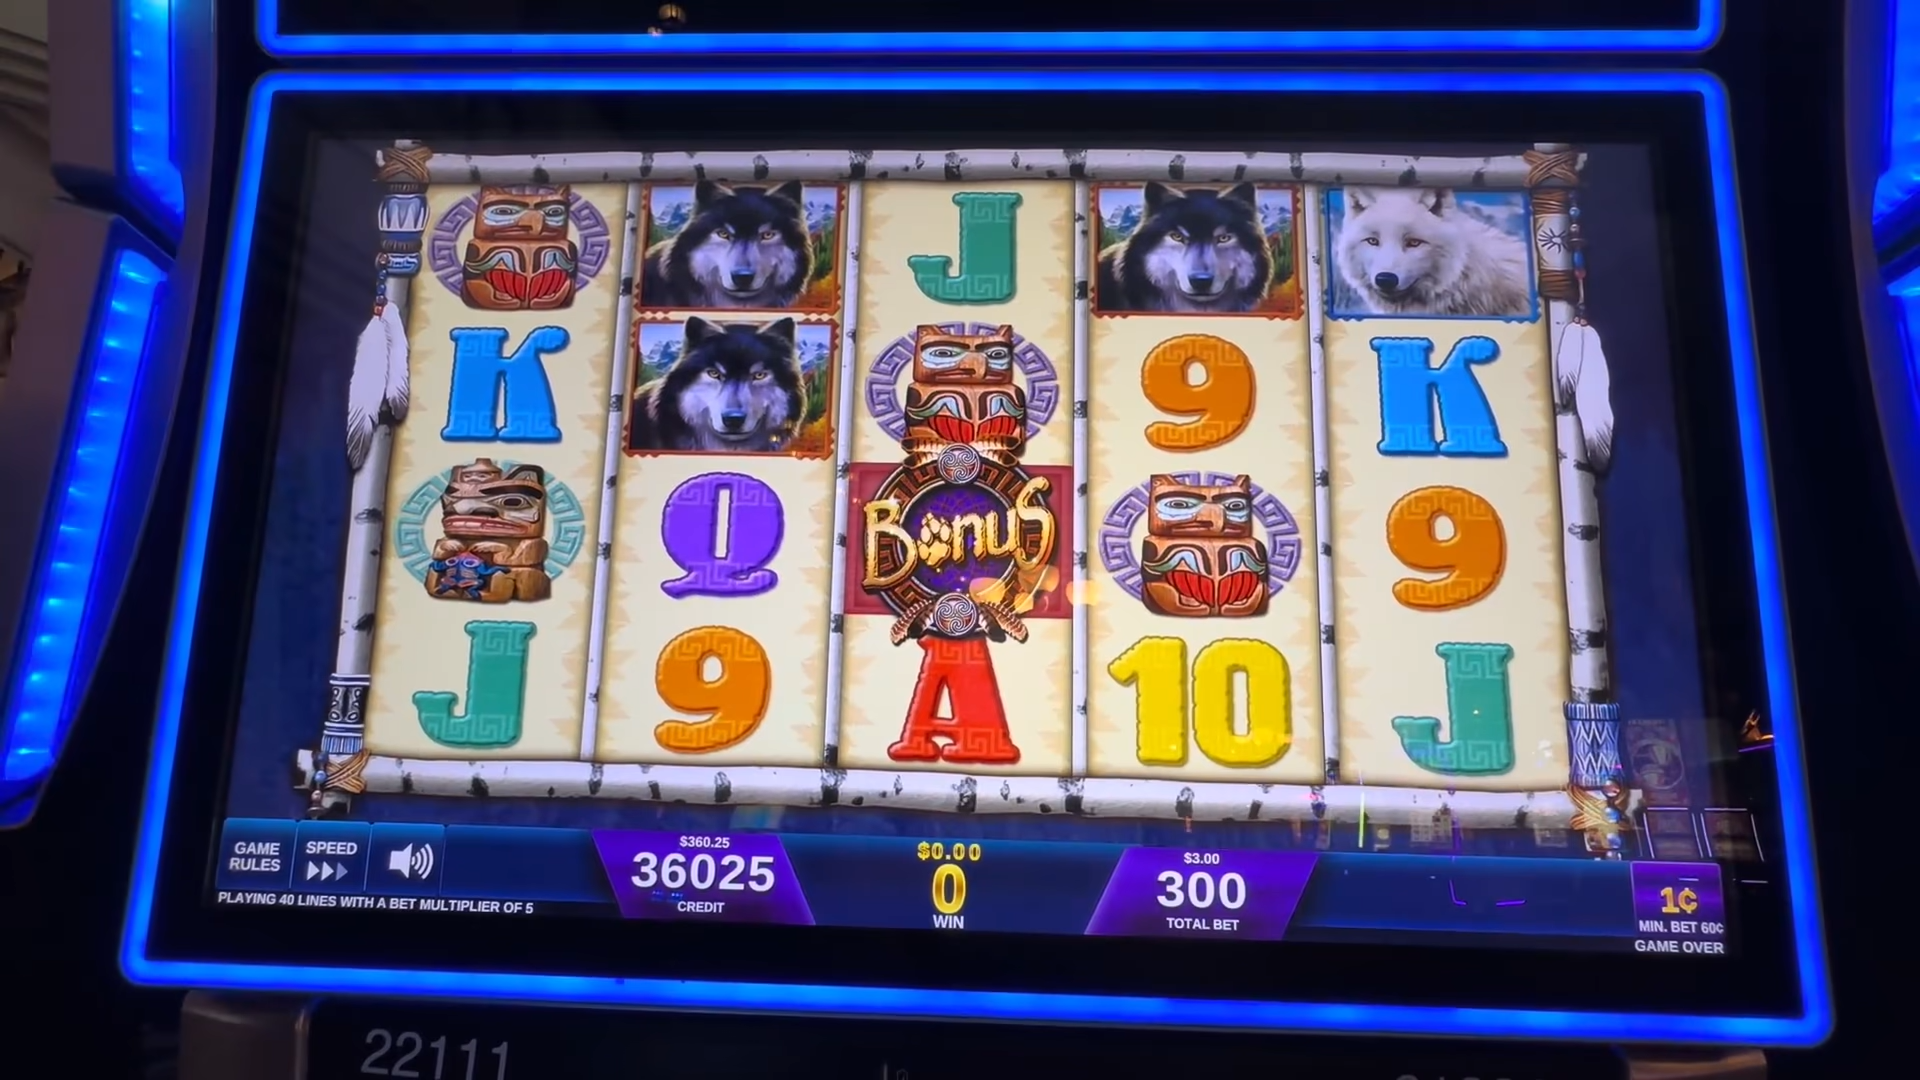 J
K
9
K
Bonus
Q
9
J
9
A
10
J
GAME RULES
SPEED
$360.25
36025
CREDIT
$0.00
0
WIN
$3.00
300
TOTAL BET
1¢
MIN. BET 60¢
GAME OVER
PLAYING 40 LINES WITH A BET MULTIPLIER OF 5
22111